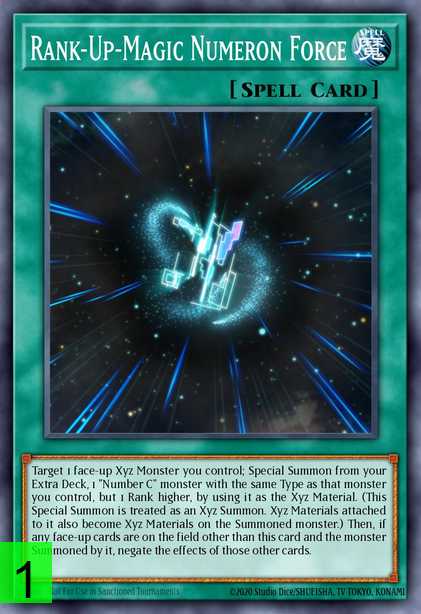 Rank-Up-Magic Numeron Force
SPELL
魔
[Spell Card]
Target 1 face-up Xyz Monster you control; Special Summon from your
Extra Deck, 1 "Number C" monster with the same Type as that monster
you control, but 1 Rank higher, by using it as the Xyz Material. (This
Special Summon is treated as an Xyz Summon. Xyz Materials attached
to it also become Xyz Materials on the Summoned monster.) Then, if
any face-up cards are on the field other than this card and the monster
Summoned by it, negate the effects of those other cards.
1
For Use in Sanctioned Tournaments
©2020 Studio Dice/SHUEISHA, TV TOKYO, KONAMI